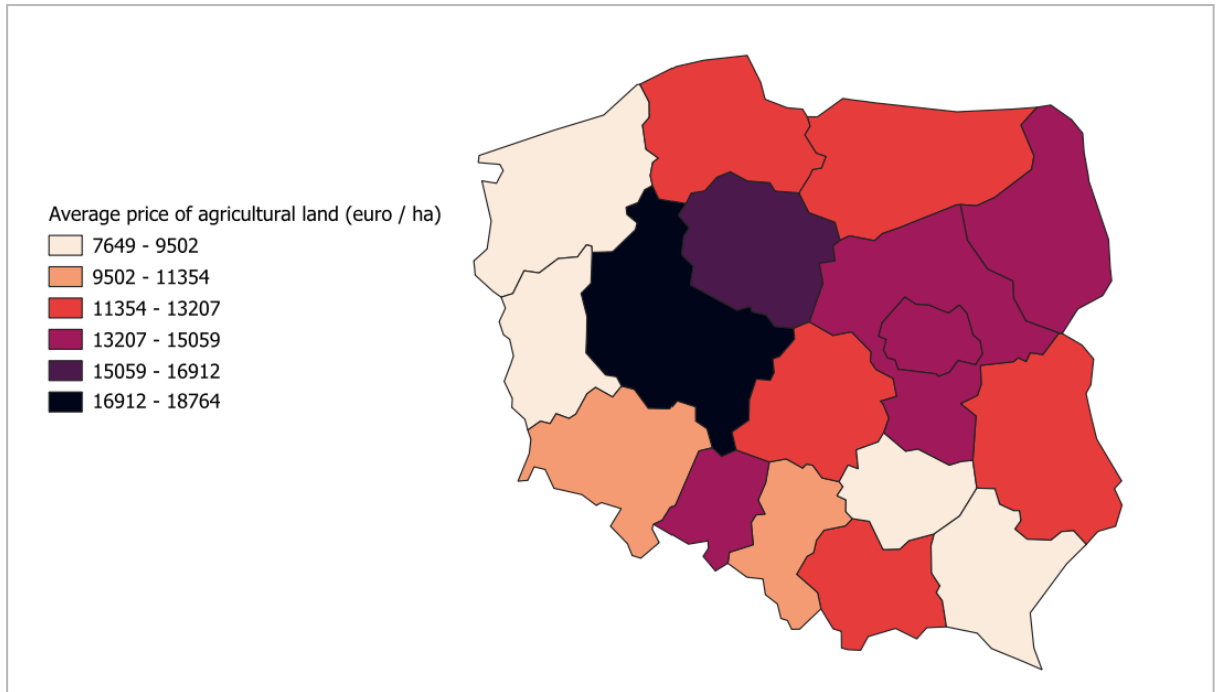 Average price of agricultural land (euro / ha)
7649 - 9502
9502 - 11354
11354 - 13207
13207 - 15059
15059 - 16912
16912 - 18764